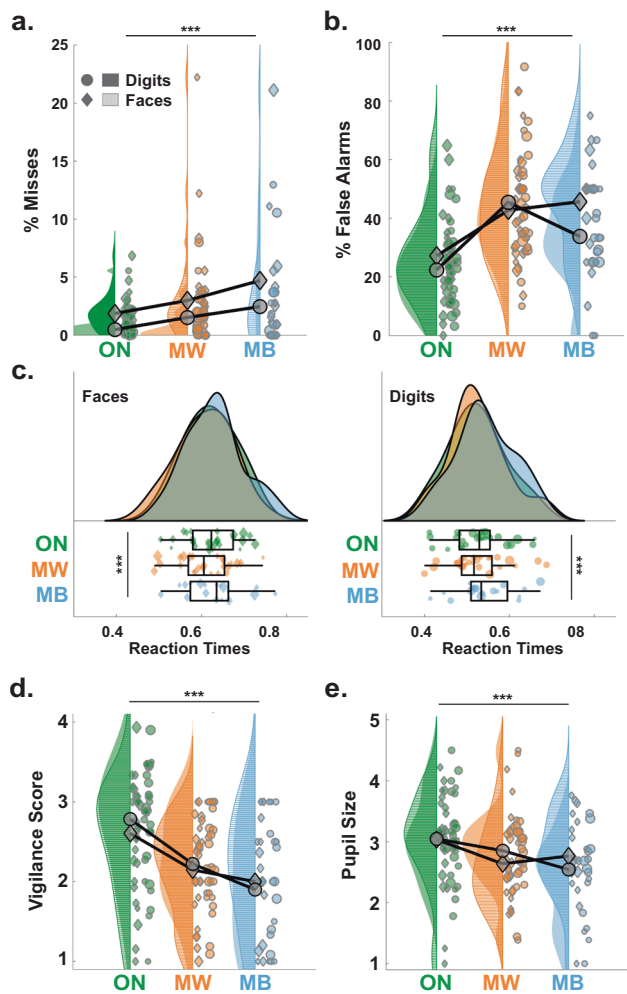 a.
***
% Misses
25
20
15
10
5
0
Digits
Faces
ON MW MB
b.
***
% False Alarms
100
80
60
40
20
0
ON MW MB
c.
Faces
ON
MW
MB
***
0.4 0.6 0.8
Reaction Times
Digits
ON
MW
MB
***
0.4 0.6 08
Reaction Times
d.
***
Vigilance Score
4
3
2
1
ON MW MB
e.
***
Pupil Size
5
4
3
2
1
ON MW MB